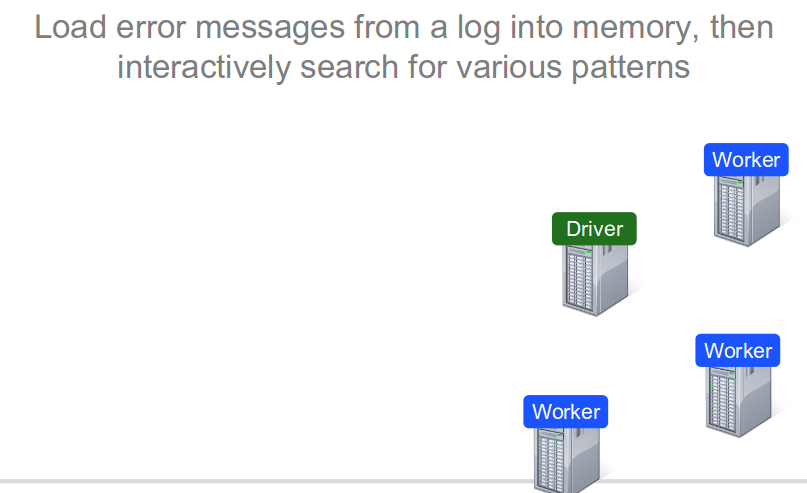 Load error messages from a log into memory, then
interactively search for various patterns
Worker
Driver
Worker
Worker